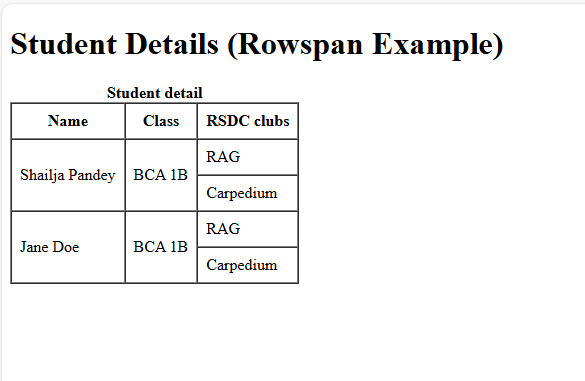 Student Details (Rowspan Example)
Student detail
Name Class RSDC clubs
Shailja Pandey BCA 1B RAG
Carpedium
Jane Doe BCA 1B RAG
Carpedium